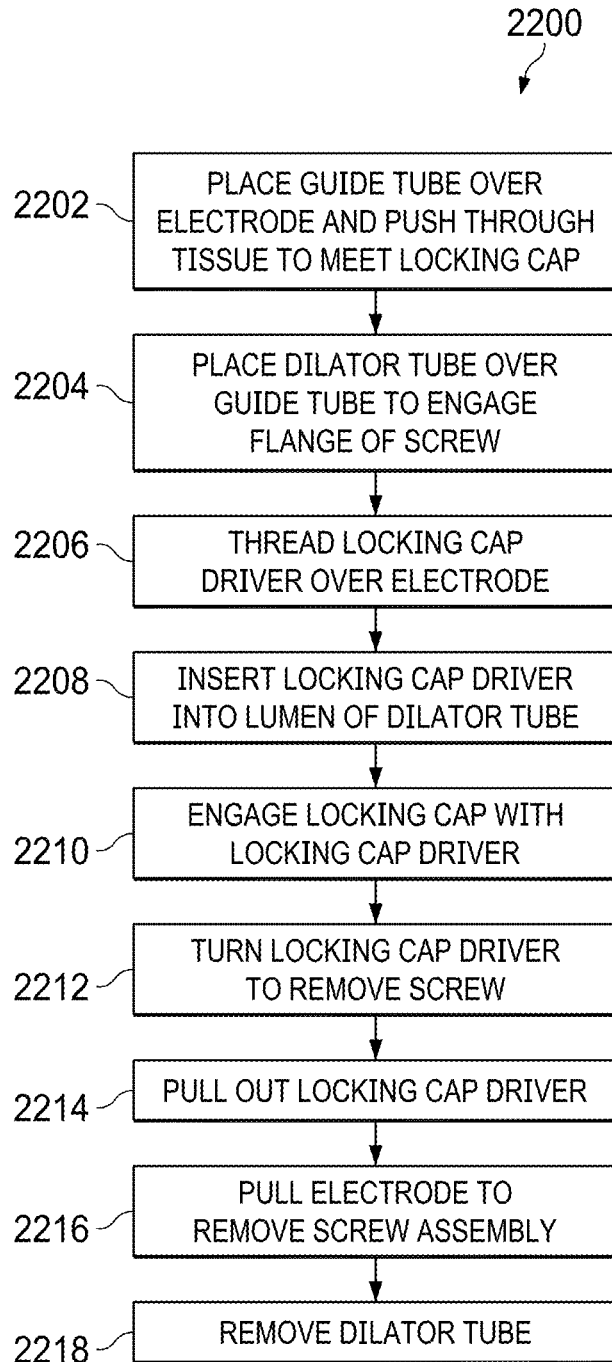 2200
2202
PLACE GUIDE TUBE OVER
ELECTRODE AND PUSH THROUGH
TISSUE TO MEET LOCKING CAP
2204
PLACE DILATOR TUBE OVER
GUIDE TUBE TO ENGAGE
FLANGE OF SCREW
2206
THREAD LOCKING CAP
DRIVER OVER ELECTRODE
2208
INSERT LOCKING CAP DRIVER
INTO LUMEN OF DILATOR TUBE
2210
ENGAGE LOCKING CAP WITH
LOCKING CAP DRIVER
2212
TURN LOCKING CAP DRIVER
TO REMOVE SCREW
2214
PULL OUT LOCKING CAP DRIVER
2216
PULL ELECTRODE TO
REMOVE SCREW ASSEMBLY
2218
REMOVE DILATOR TUBE